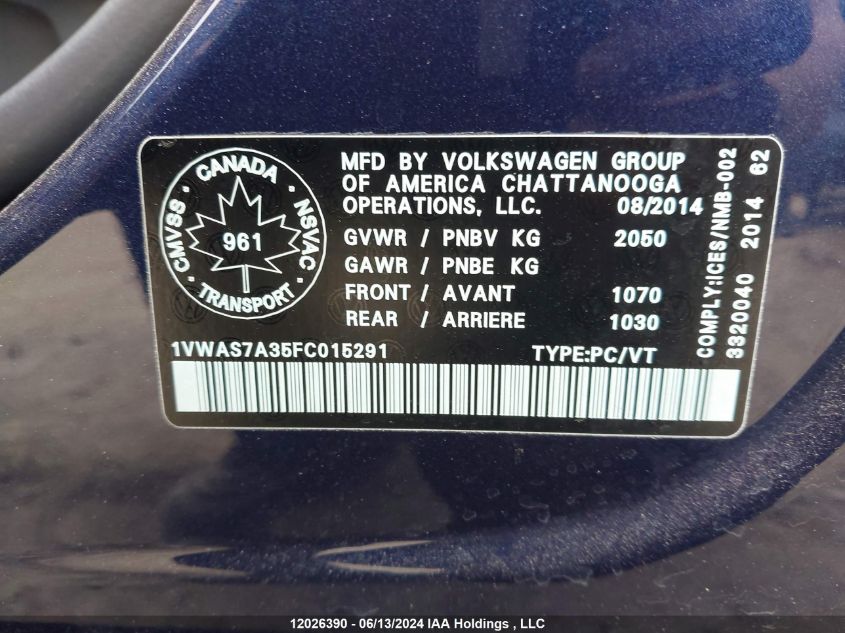 CANADA
CMVSS
NSVAC
961
TRANSPORT
MFD BY VOLKSWAGEN GROUP
OF AMERICA CHATTANOOGA
OPERATIONS, LLC. 08/2014
GVWR / PNBV KG 2050
GAWR / PNBE KG
FRONT / AVANT 1070
REAR / ARRIERE 1030
1VWAS7A35FC015291 TYPE:PC/VT
COMPLY:ICES/NMB-002
3320040 2014 62
12026390 - 06/13/2024 IAA Holdings , LLC